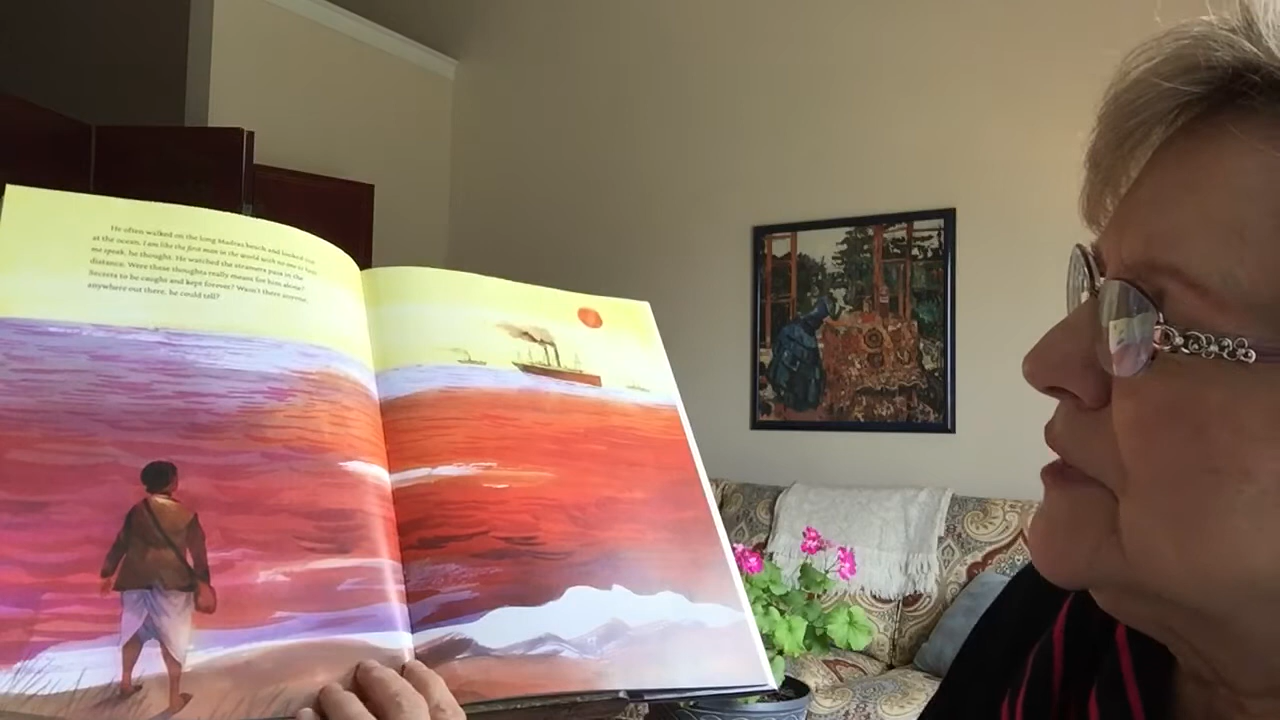 He often walked on the long Madras beach and looked out
at the ocean. I am like the first man in the world with no one to hear
me speak, he thought. He watched the steamers pass in the
distance. Were these thoughts really meant for him alone?
Secrets to be caught and kept forever? Wasn't there anyone,
anywhere out there, he could tell?